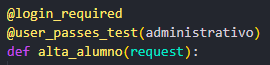 @login_required
@user_passes_test(administrativo)
def alta_alumno(request):